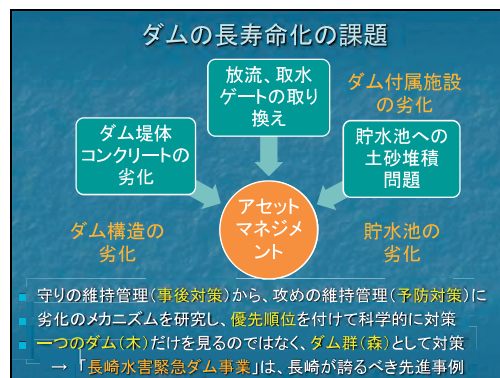 ダムの長寿命化の課題
放流、取水
ゲートの取り
換え
ダム付属施設
の劣化
ダム堤体
コンクリートの
劣化
貯水池への
土砂堆積
問題
アセット
マネジメ
ント
ダム構造の
劣化
貯水池の
劣化
■ 守りの維持管理(事後対策)から、攻めの維持管理(予防対策)に
■ 劣化のメカニズムを研究し、優先順位を付けて科学的に対策
■ 一つのダム(木)だけを見るのではなく、ダム群(森)として対策
→ 「長崎水害緊急ダム事業」は、長崎が誇るべき先進事例